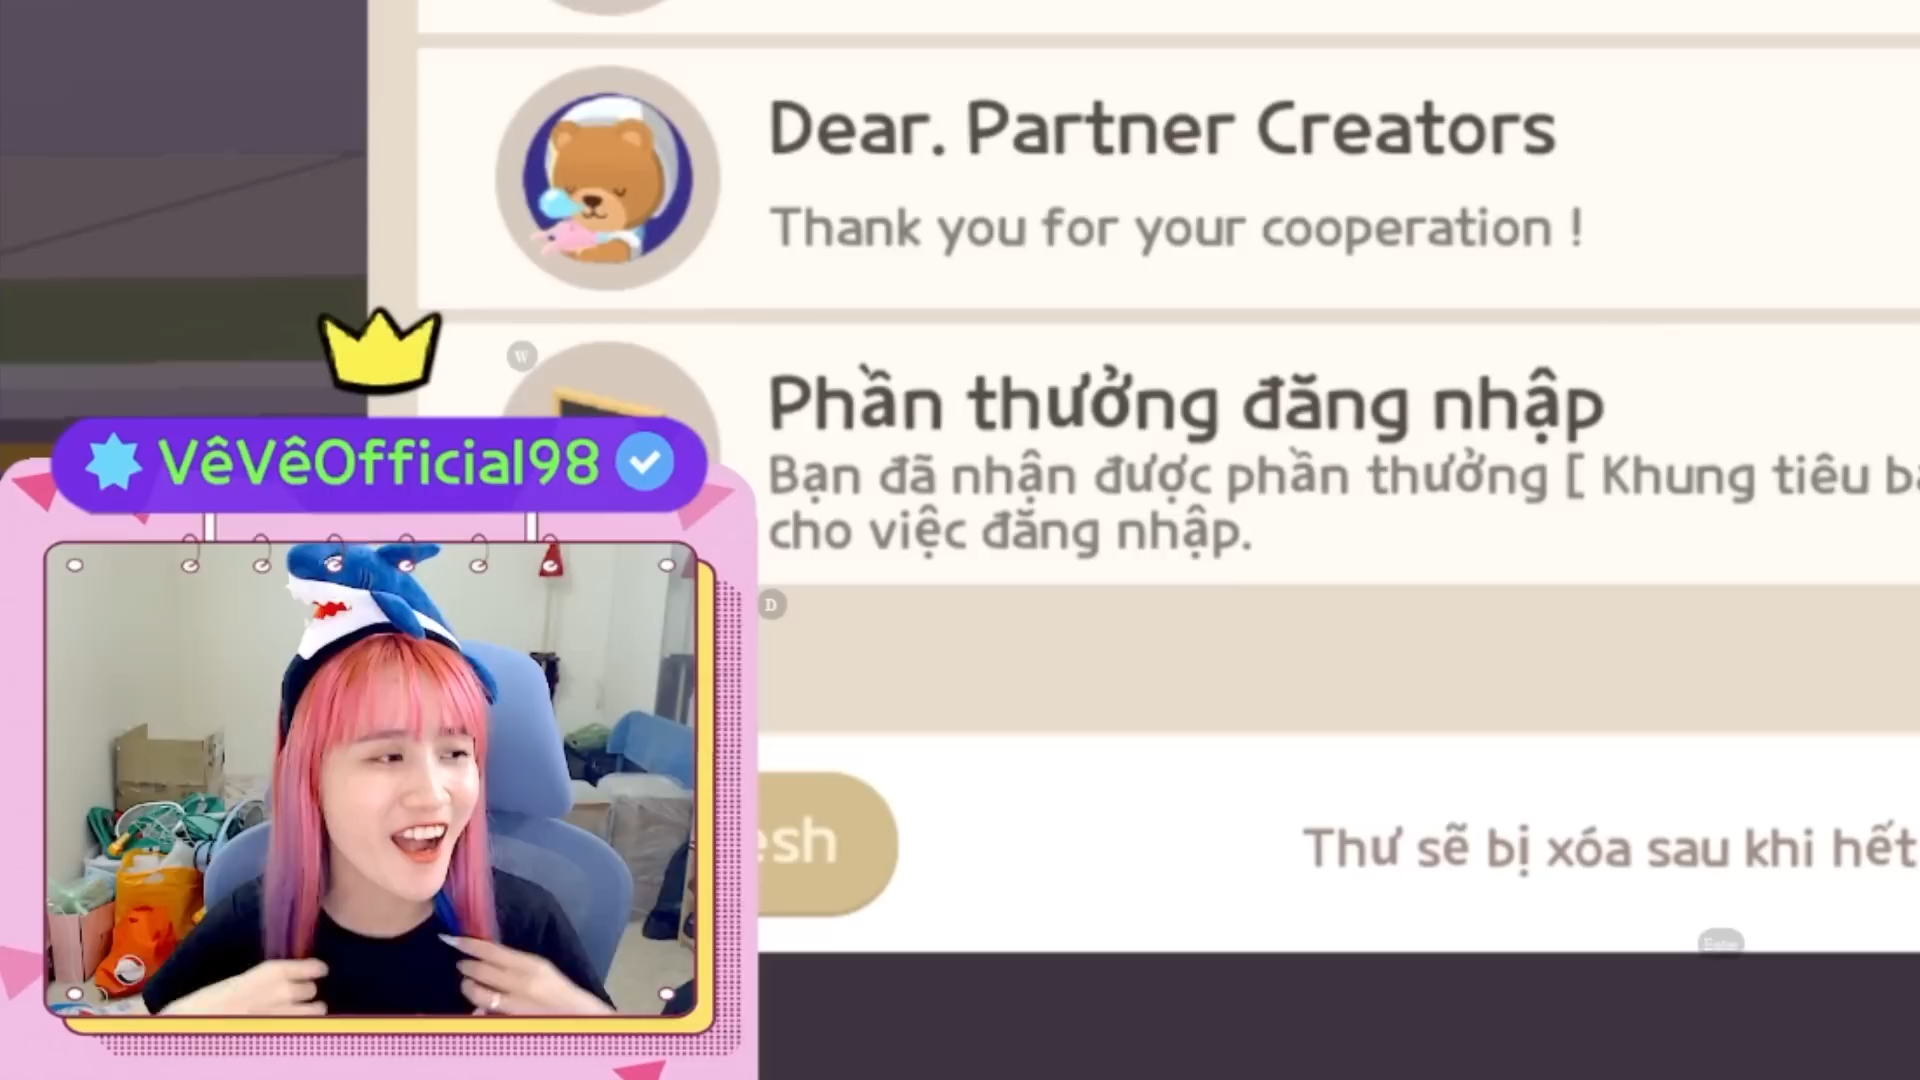 Dear. Partner Creators
Thank you for your cooperation !
W
Phần thưởng đăng nhập
VêVêOfficial98
Bạn đã nhận được phần thưởng [ Khung tiêu
cho việc đăng nhập.
D
Thư sẽ bị xóa sau khi hết
Enter